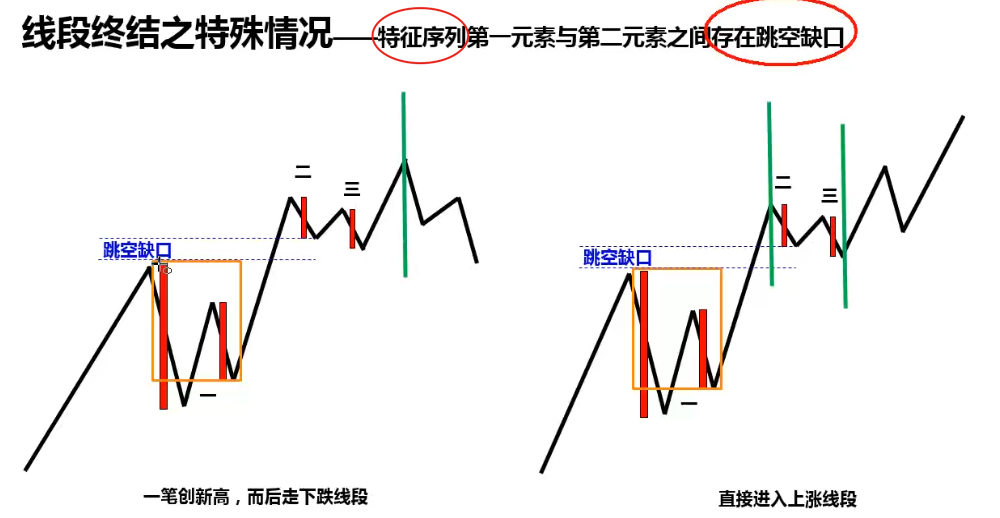 线段终结之特殊情况——特征序列第一元素与第二元素之间存在跳空缺口
二
三
跳空缺口
一
一笔创新高，而后走下跌线段
二
三
跳空缺口
一
直接进入上涨线段